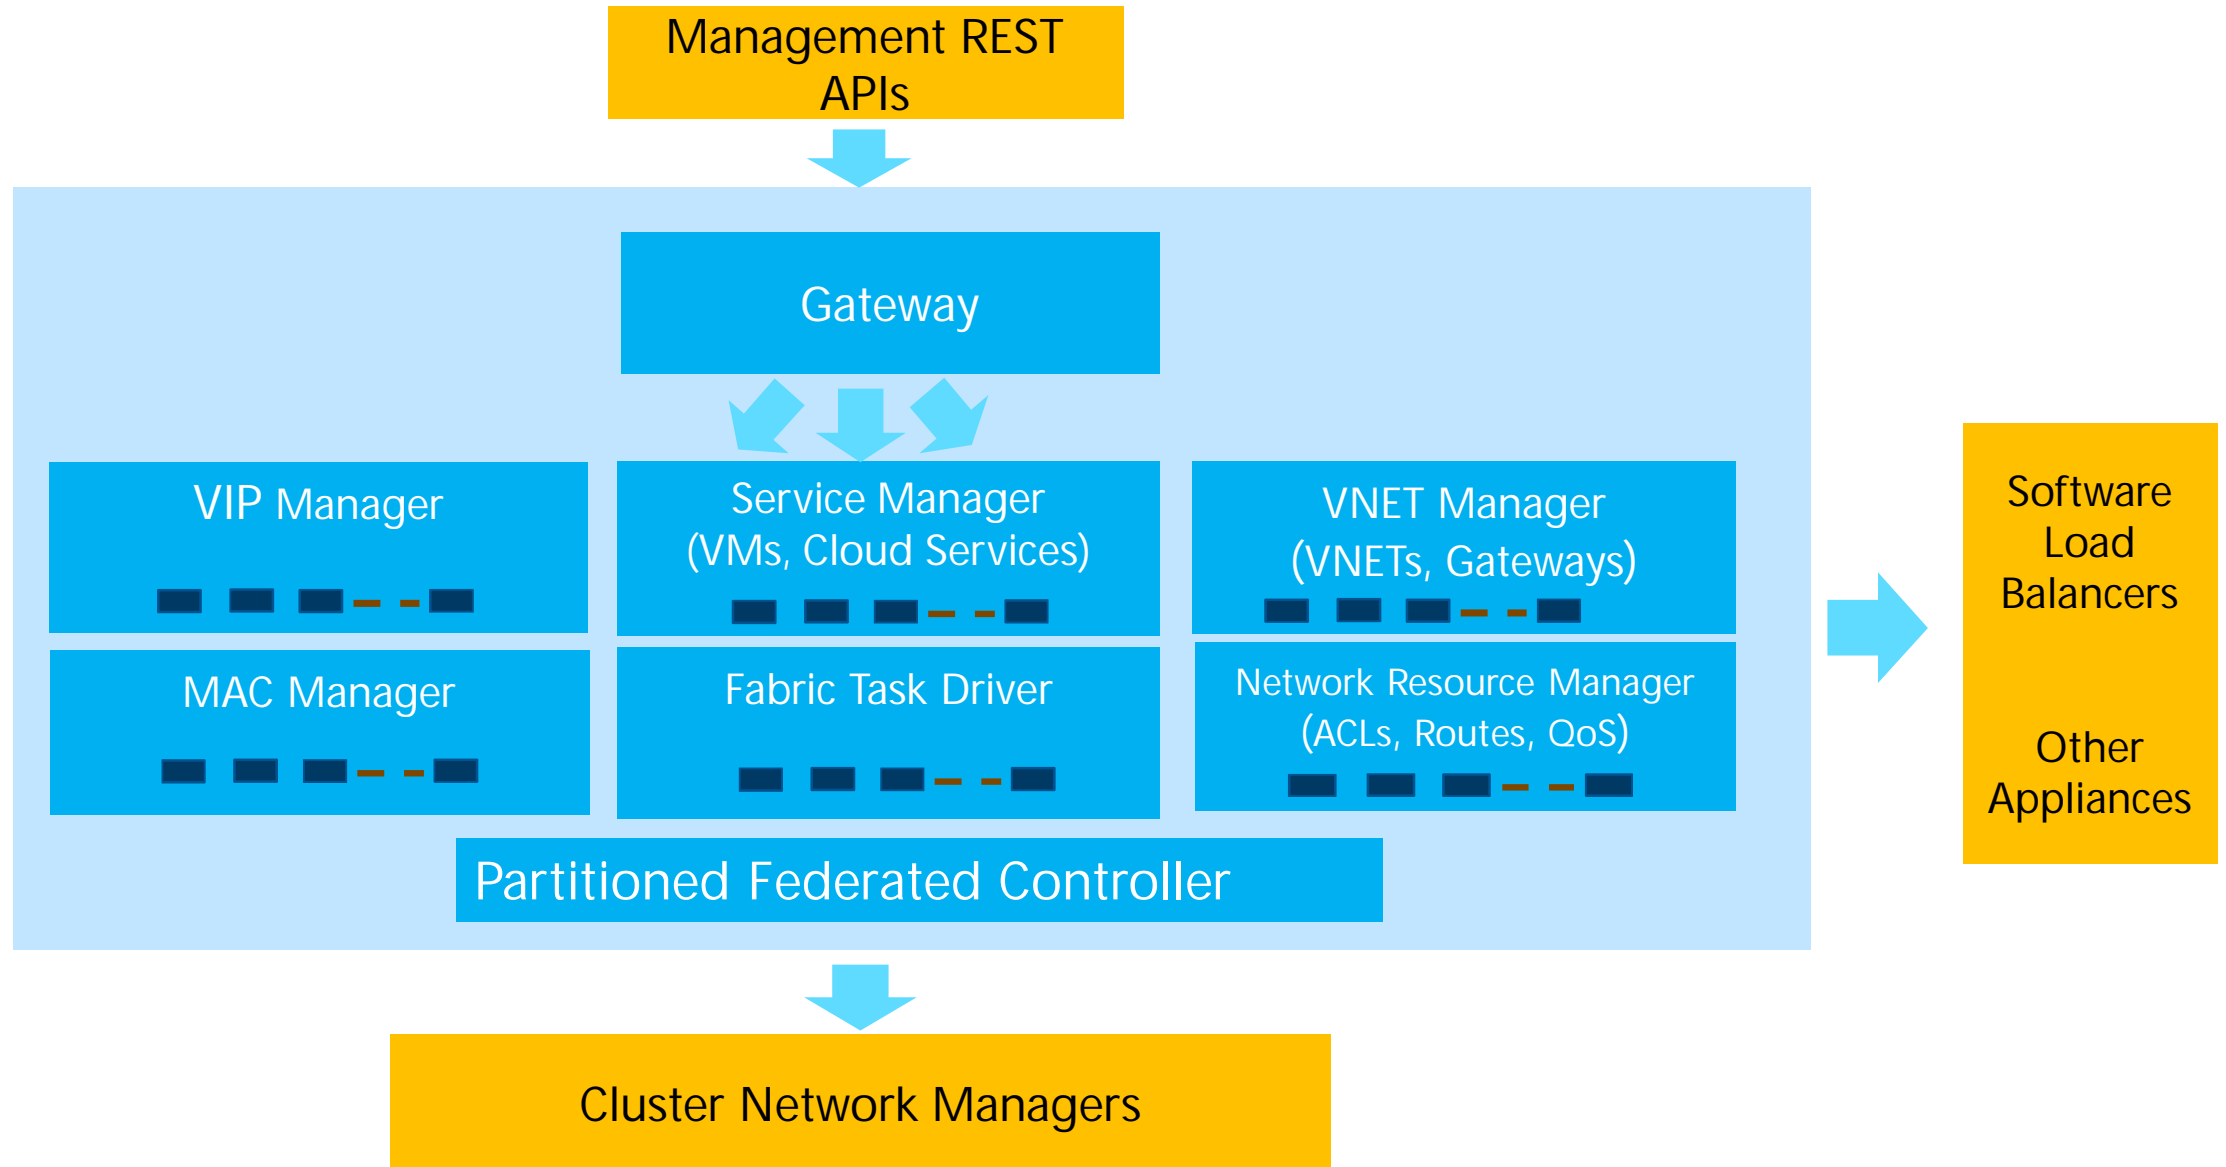 Management REST
APIs
Gateway
VIP Manager
Service Manager
(VMs, Cloud Services)
VNET Manager
(VNETs, Gateways)
MAC Manager
Fabric Task Driver
Network Resource Manager
(ACLs, Routes, QoS)
Partitioned Federated Controller
Software
Load
Balancers
Other
Appliances
Cluster Network Managers